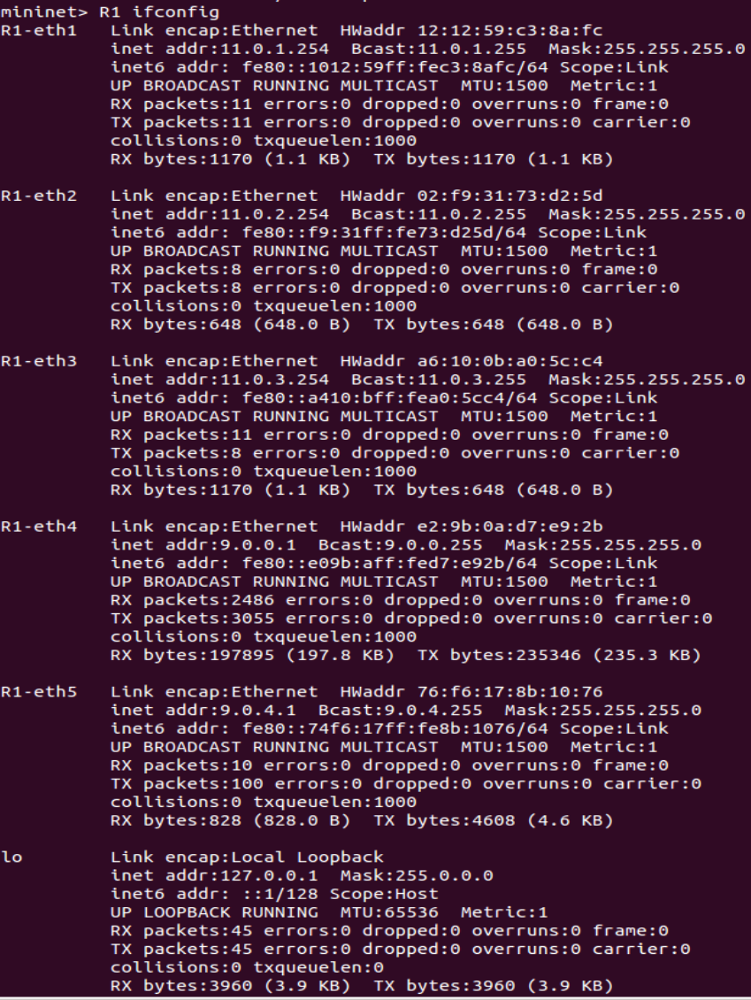 mininet> R1 ifconfig
R1-eth1   Link encap:Ethernet  HWaddr 12:12:59:c3:8a:fc
          inet addr:11.0.1.254  Bcast:11.0.1.255  Mask:255.255.255.0
          inet6 addr: fe80::1012:59ff:fec3:8afc/64 Scope:Link
          UP BROADCAST RUNNING MULTICAST  MTU:1500  Metric:1
          RX packets:11 errors:0 dropped:0 overruns:0 frame:0
          TX packets:11 errors:0 dropped:0 overruns:0 carrier:0
          collisions:0 txqueuelen:1000
          RX bytes:1170 (1.1 KB)  TX bytes:1170 (1.1 KB)

R1-eth2   Link encap:Ethernet  HWaddr 02:f9:31:73:d2:5d
          inet addr:11.0.2.254  Bcast:11.0.2.255  Mask:255.255.255.0
          inet6 addr: fe80::f9:31ff:fe73:d25d/64 Scope:Link
          UP BROADCAST RUNNING MULTICAST  MTU:1500  Metric:1
          RX packets:8 errors:0 dropped:0 overruns:0 frame:0
          TX packets:8 errors:0 dropped:0 overruns:0 carrier:0
          collisions:0 txqueuelen:1000
          RX bytes:648 (648.0 B)  TX bytes:648 (648.0 B)

R1-eth3   Link encap:Ethernet  HWaddr a6:10:0b:a0:5c:c4
          inet addr:11.0.3.254  Bcast:11.0.3.255  Mask:255.255.255.0
          inet6 addr: fe80::a410:bff:fea0:5cc4/64 Scope:Link
          UP BROADCAST RUNNING MULTICAST  MTU:1500  Metric:1
          RX packets:11 errors:0 dropped:0 overruns:0 frame:0
          TX packets:8 errors:0 dropped:0 overruns:0 carrier:0
          collisions:0 txqueuelen:1000
          RX bytes:1170 (1.1 KB)  TX bytes:648 (648.0 B)

R1-eth4   Link encap:Ethernet  HWaddr e2:9b:0a:d7:e9:2b
          inet addr:9.0.0.1  Bcast:9.0.0.255  Mask:255.255.255.0
          inet6 addr: fe80::e09b:aff:fed7:e92b/64 Scope:Link
          UP BROADCAST RUNNING MULTICAST  MTU:1500  Metric:1
          RX packets:2486 errors:0 dropped:0 overruns:0 frame:0
          TX packets:3055 errors:0 dropped:0 overruns:0 carrier:0
          collisions:0 txqueuelen:1000
          RX bytes:197895 (197.8 KB)  TX bytes:235346 (235.3 KB)

R1-eth5   Link encap:Ethernet  HWaddr 76:f6:17:8b:10:76
          inet addr:9.0.4.1  Bcast:9.0.4.255  Mask:255.255.255.0
          inet6 addr: fe80::74f6:17ff:fe8b:1076/64 Scope:Link
          UP BROADCAST RUNNING MULTICAST  MTU:1500  Metric:1
          RX packets:10 errors:0 dropped:0 overruns:0 frame:0
          TX packets:100 errors:0 dropped:0 overruns:0 carrier:0
          collisions:0 txqueuelen:1000
          RX bytes:828 (828.0 B)  TX bytes:4608 (4.6 KB)

lo        Link encap:Local Loopback
          inet addr:127.0.0.1  Mask:255.0.0.0
          inet6 addr: ::1/128 Scope:Host
          UP LOOPBACK RUNNING  MTU:65536  Metric:1
          RX packets:45 errors:0 dropped:0 overruns:0 frame:0
          TX packets:45 errors:0 dropped:0 overruns:0 carrier:0
          collisions:0 txqueuelen:0
          RX bytes:3960 (3.9 KB)  TX bytes:3960 (3.9 KB)